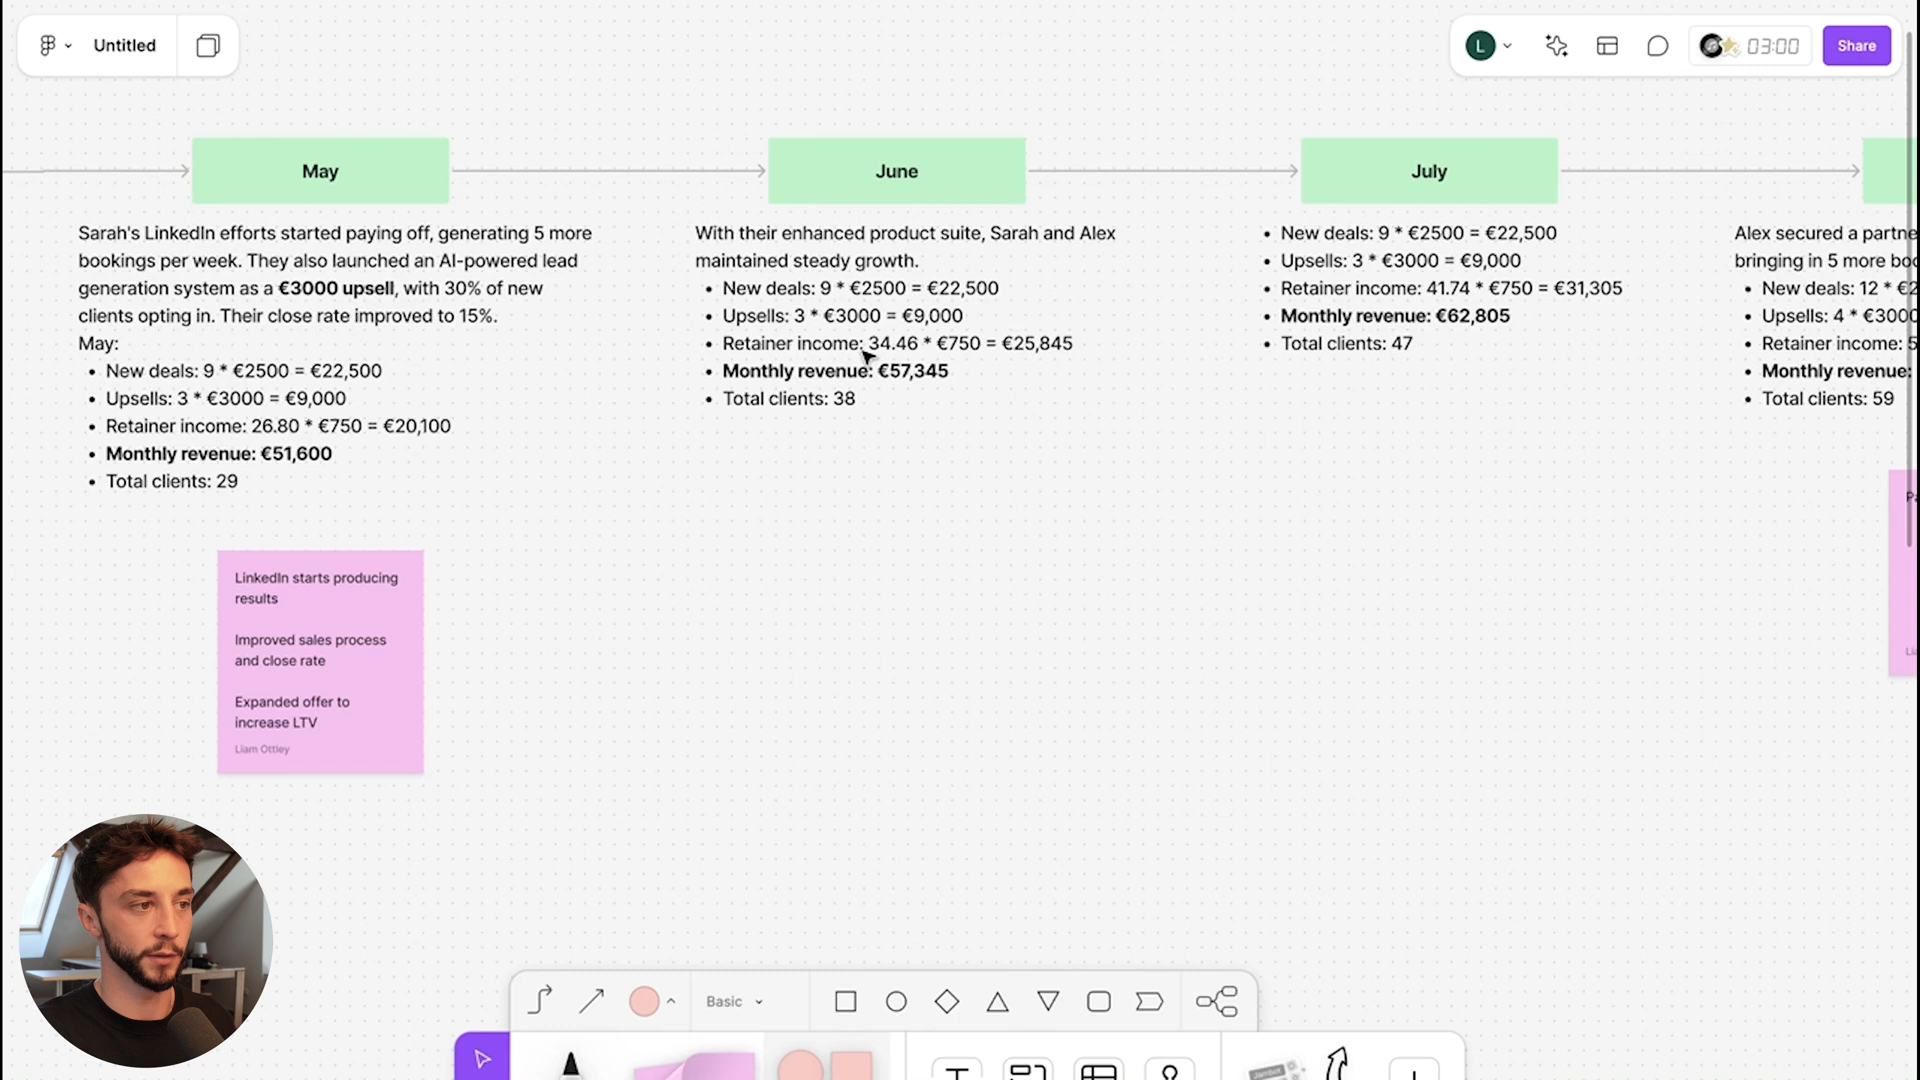 Untitled
L
03:00
Share
May
June
July
Sarah's LinkedIn efforts started paying off, generating 5 more
bookings per week. They also launched an AI-powered lead
generation system as a €3000 upsell, with 30% of new
clients opting in. Their close rate improved to 15%.
May:
• New deals: 9 * €2500 = €22,500
• Upsells: 3 * €3000 = €9,000
• Retainer income: 26.80 * €750 = €20,100
• Monthly revenue: €51,600
• Total clients: 29
With their enhanced product suite, Sarah and Alex
maintained steady growth.
• New deals: 9 * €2500 = €22,500
• Upsells: 3 * €3000 = €9,000
• Retainer income: 34.46 * €750 = €25,845
• Monthly revenue: €57,345
• Total clients: 38
• New deals: 9 * €2500 = €22,500
• Upsells: 3 * €3000 = €9,000
• Retainer income: 41.74 * €750 = €31,305
• Monthly revenue: €62,805
• Total clients: 47
Alex secured a
bringing in 5 more
• New deals: 12 *
• Upsells: 4 * €3000
• Retainer income:
• Monthly revenue:
• Total clients: 59
LinkedIn starts producing
results
Improved sales process
and close rate
Expanded offer to
increase LTV
Liam Ottley
Basic